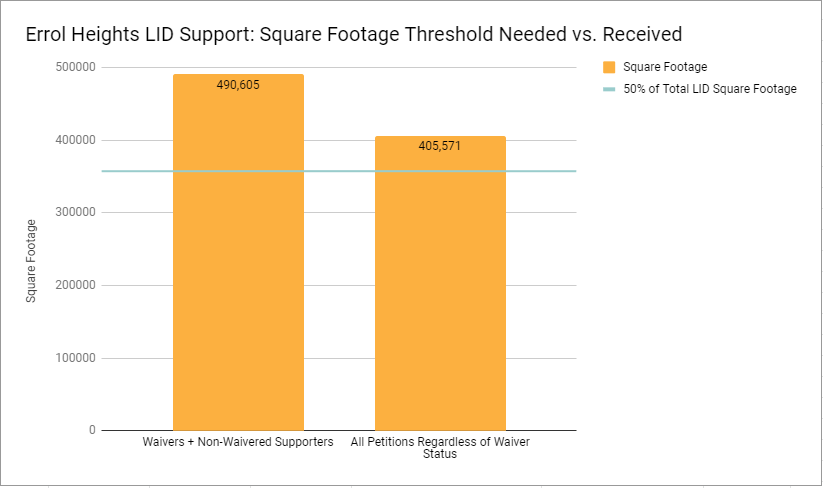 Errol Heights LID Support: Square Footage Threshold Needed vs. Received
500000
400000
300000
200000
100000
0
Square Footage
490,605
405,571
Waivers + Non-Waivered Supporters
All Petitions Regardless of Waiver
Status
Square Footage
50% of Total LID Square Footage